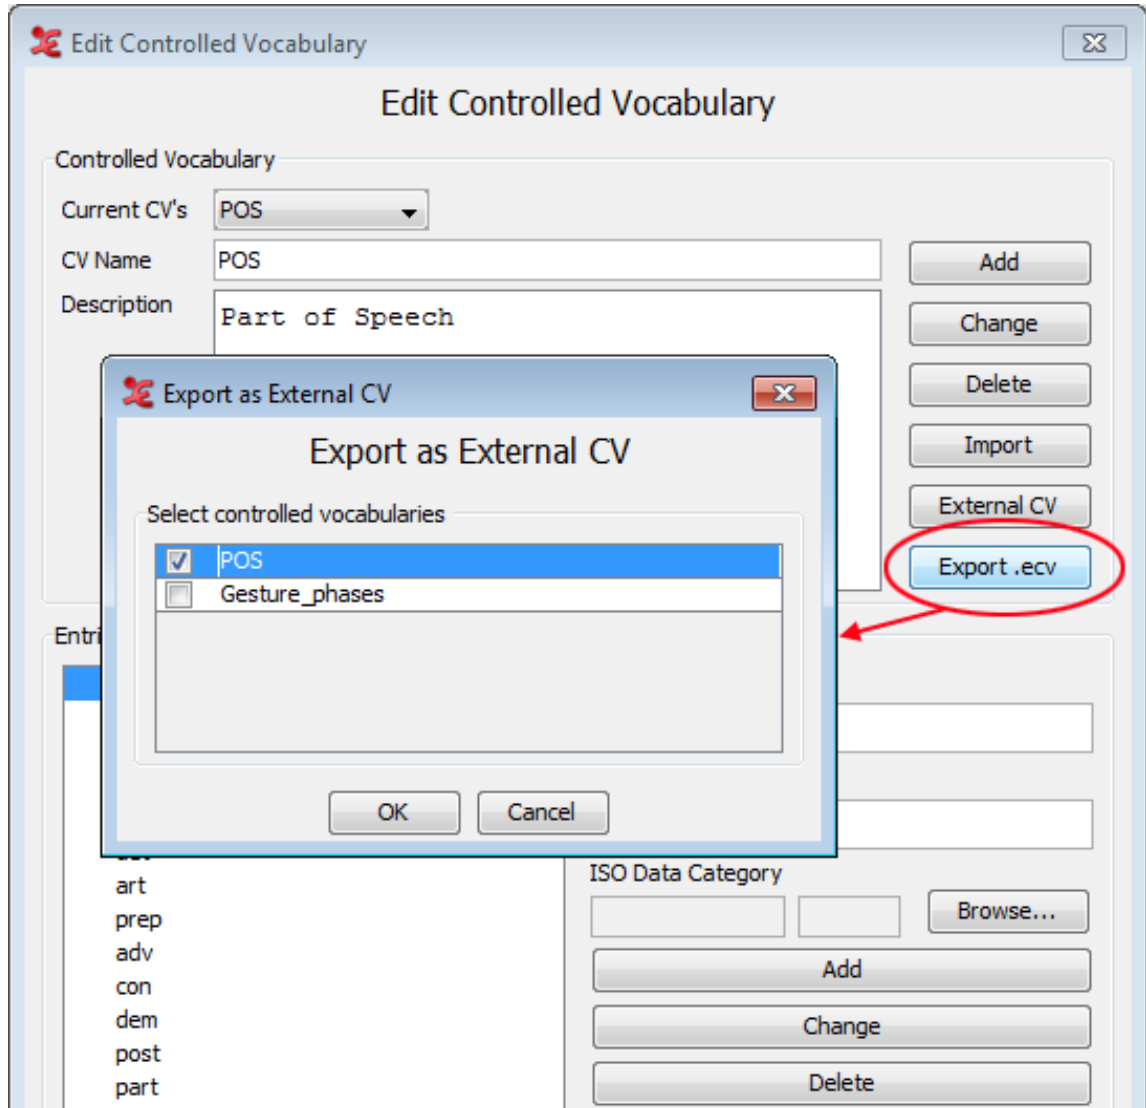 Edit Controlled Vocabulary
Edit Controlled Vocabulary
Controlled Vocabulary
Current CV's POS
CV Name POS
Add
Description Part of Speech
Change
Delete
Import
External CV
Export .ecv
Export as External CV
Export as External CV
Select controlled vocabularies
POS
Gesture_phases
OK Cancel
Entri
ISO Data Category
Browse...
art
prep
adv
con
dem
post
part
Add
Change
Delete